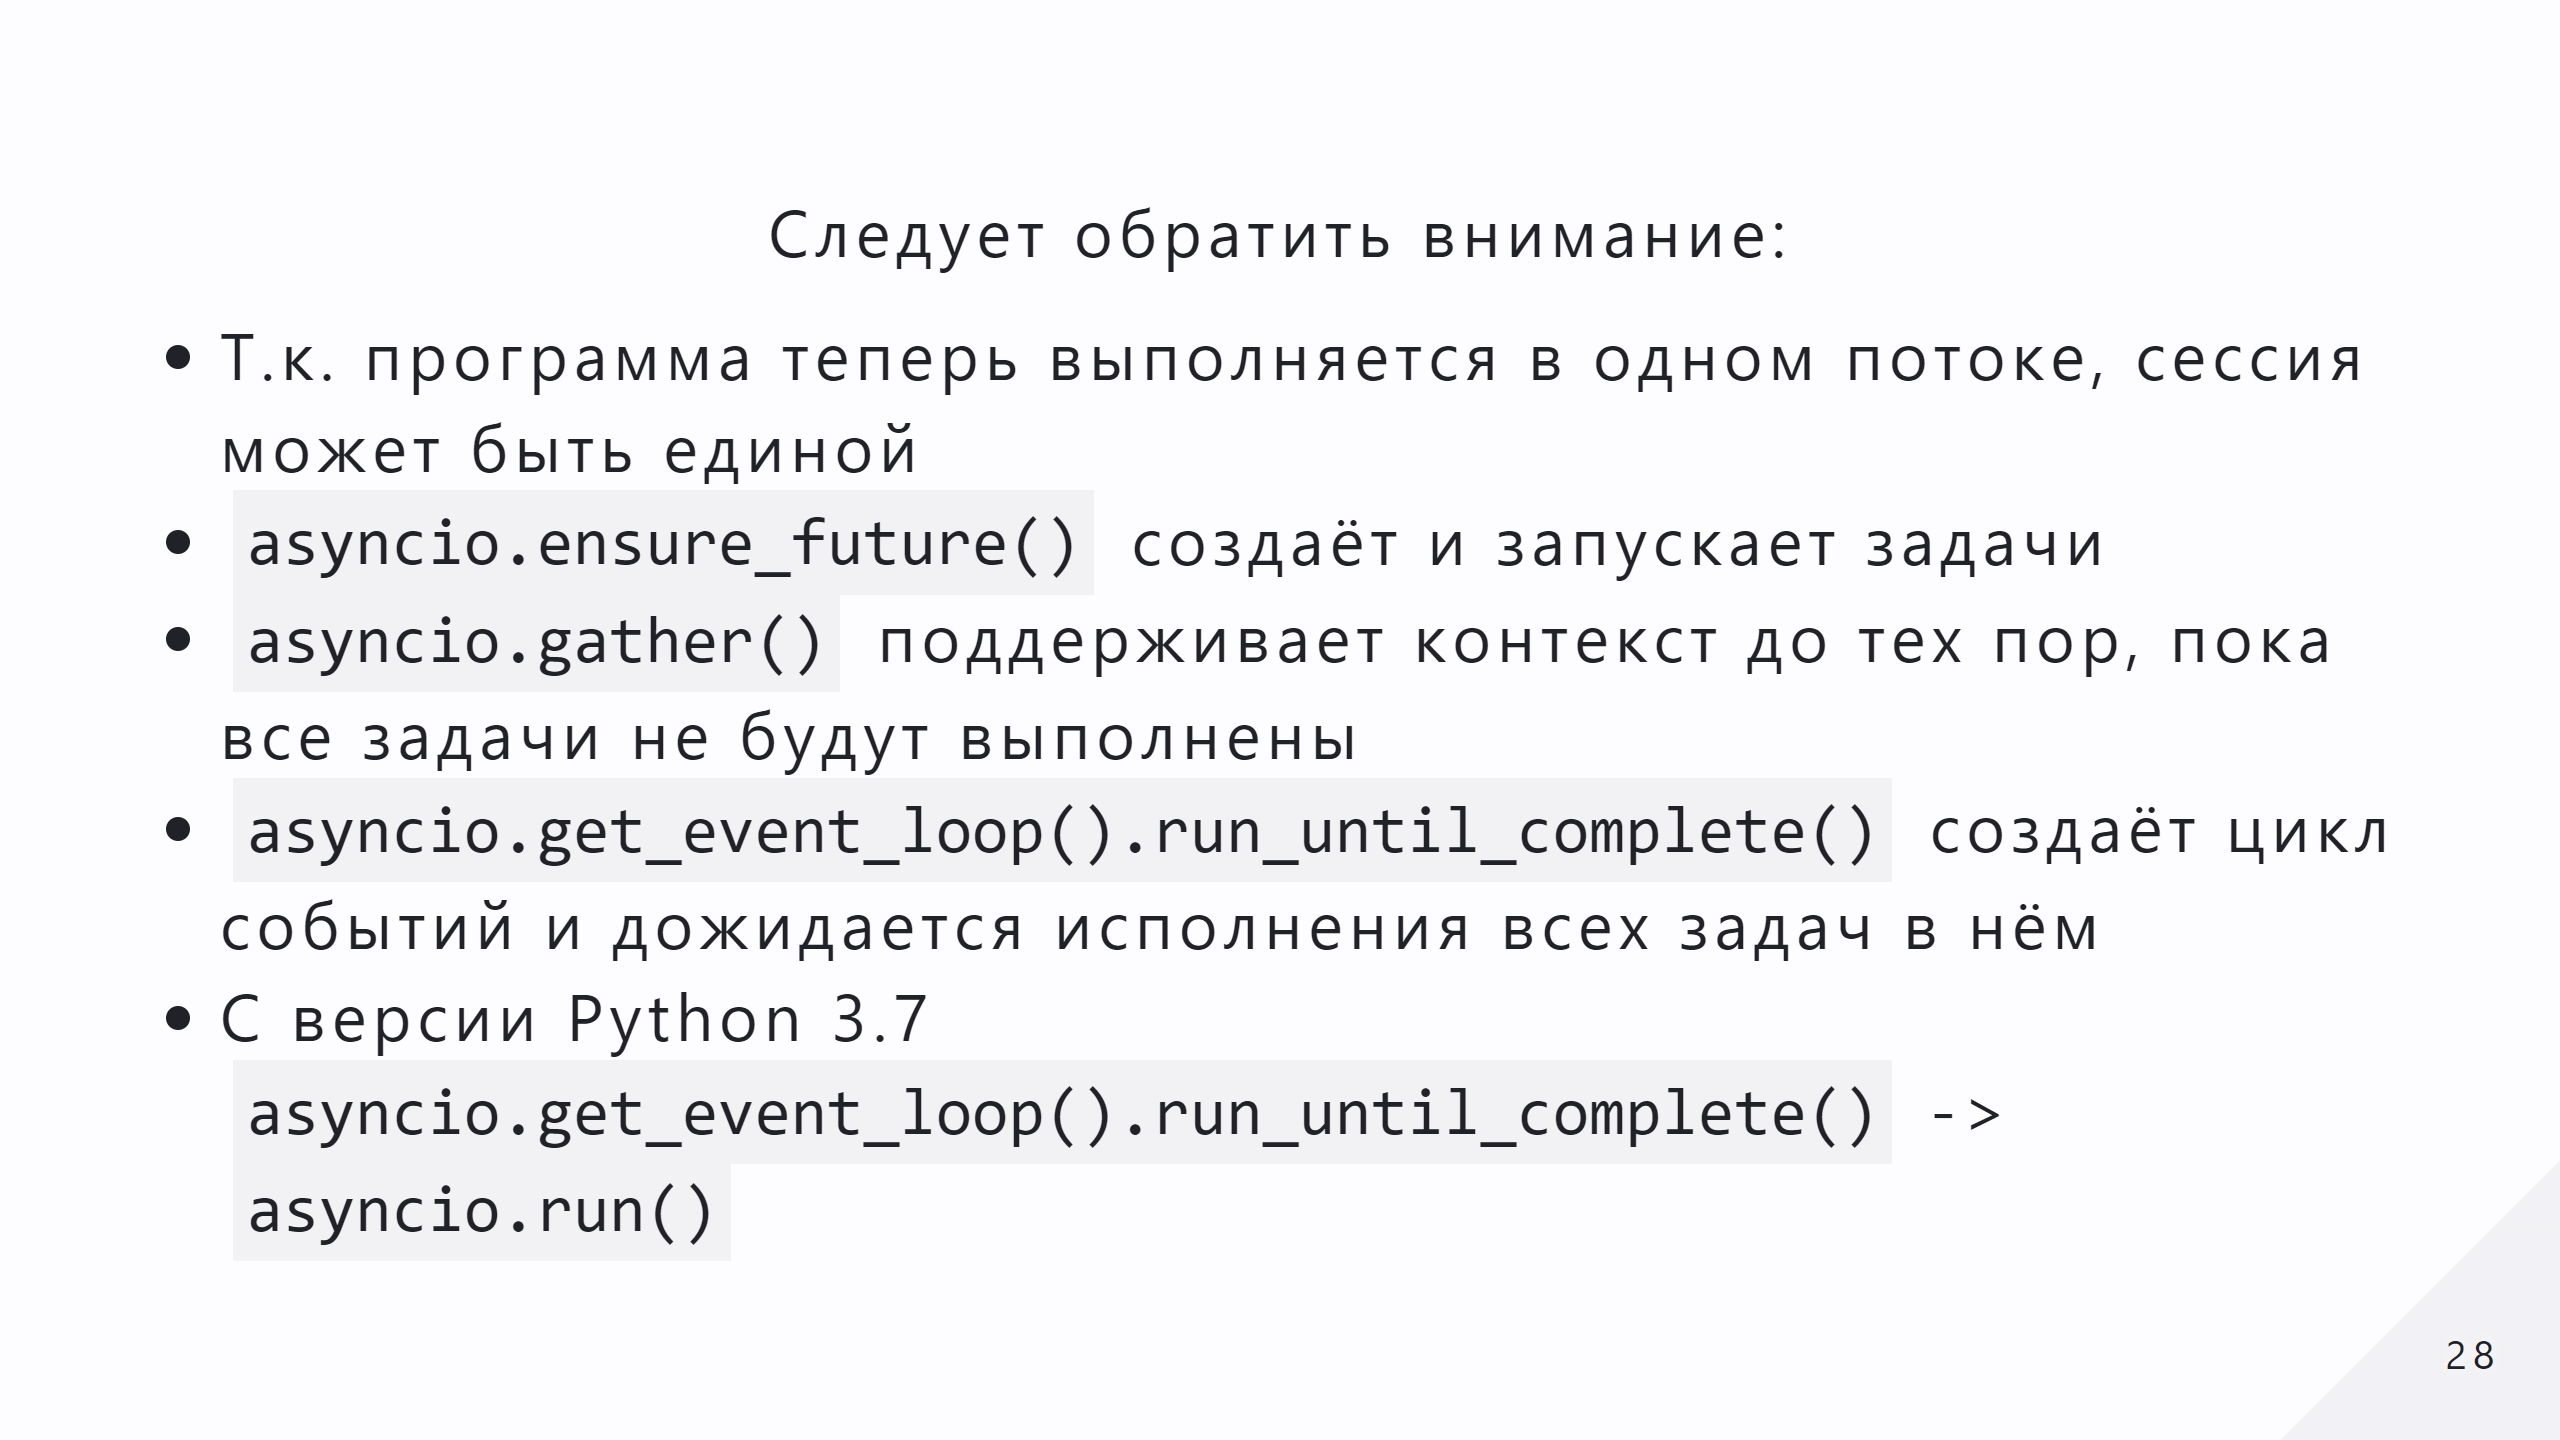 Следует обратить внимание:
Т.к. программа теперь выполняется в одном потоке, сессия
может быть единой
asyncio.ensure_future() создаёт и запускает задачи
asyncio.gather() поддерживает контекст до тех пор, пока
все задачи не будут выполнены
asyncio.get_event_loop().run_until_complete() создаёт цикл
событий и дожидается исполнения всех задач в нём
С версии Python 3.7
asyncio.get_event_loop().run_until_complete() ->
asyncio.run()
28